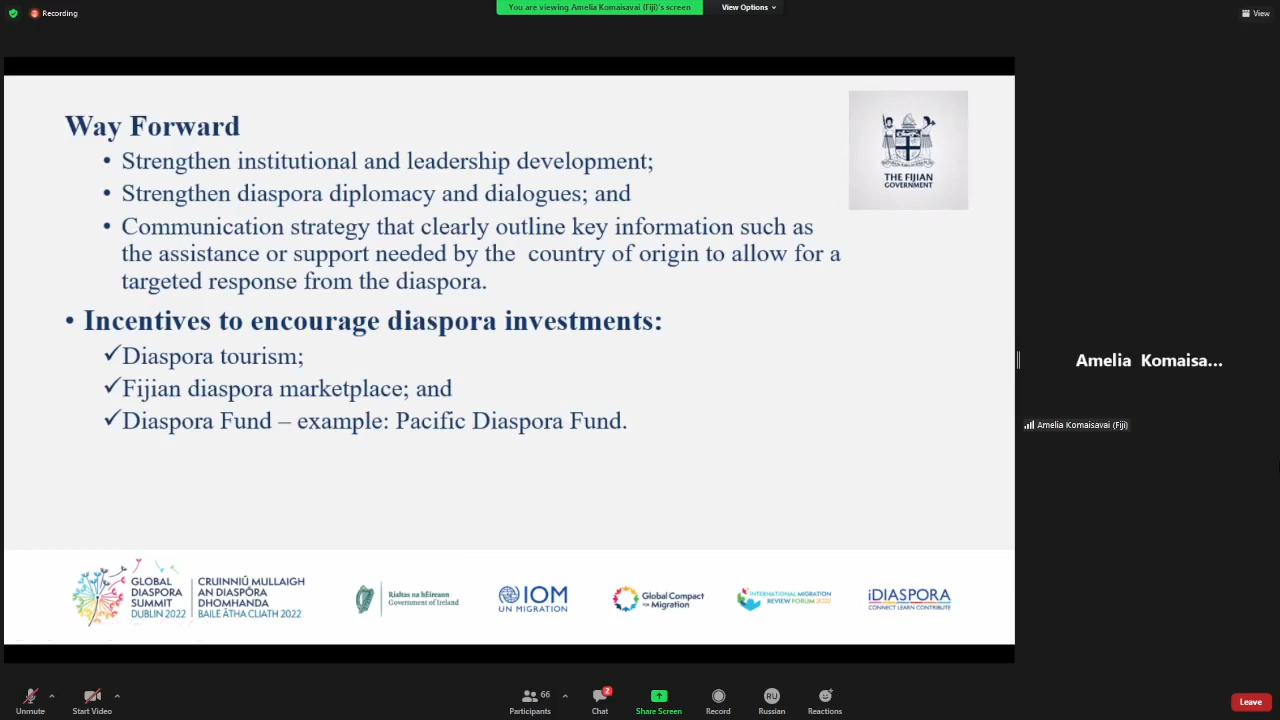 Recording
You are viewing Amelia Komaisavai (Fiji)'s screen
View Options
View
Way Forward
• Strengthen institutional and leadership development;
• Strengthen diaspora diplomacy and dialogues; and
• Communication strategy that clearly outline key information such as
the assistance or support needed by the country of origin to allow for a
targeted response from the diaspora.
• Incentives to encourage diaspora investments:
✓Diaspora tourism;
✓Fijian diaspora marketplace; and
✓Diaspora Fund – example: Pacific Diaspora Fund.
THE FIJIAN
GOVERNMENT
Amelia Komaisa...
Amelia Komaisavai (Fiji)
GLOBAL
DIASPORA
SUMMIT
DUBLIN 2022
CRUINNIÚ MULLAIGH
AN DIASPÓRA
DHOMHANDA
BAILE ÁTHA CLIATH 2022
Rialtas na hÉireann
Government of Ireland
IOM
UN MIGRATION
Global Compact
for Migration
INTERNATIONAL MIGRATION
REVIEW FORUM 2022
iDIASPORA
CONNECT LEARN CONTRIBUTE
Unmute
Start Video
66
Participants
2
Chat
Share Screen
Record
RU
Russian
Reactions
Leave